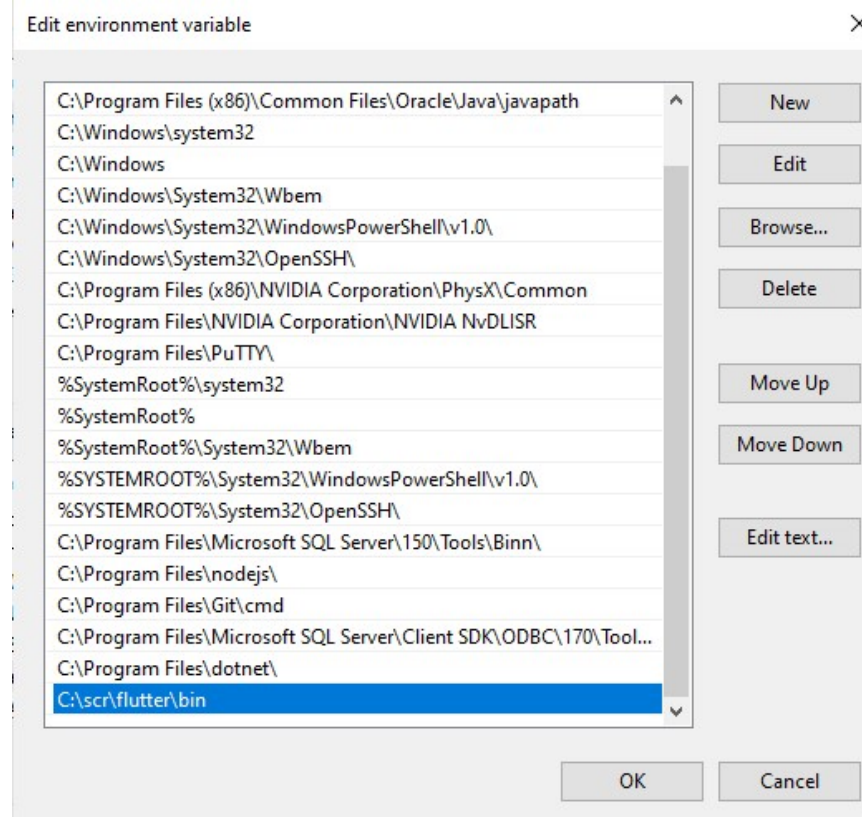 Edit environment variable
C:\Program Files (x86)\Common Files\Oracle\Java\javapath
C:\Windows\system32
C:\Windows
C:\Windows\System32\Wbem
C:\Windows\System32\WindowsPowerShell\v1.0\
C:\Windows\System32\OpenSSH\
C:\Program Files (x86)\NVIDIA Corporation\PhysX\Common
C:\Program Files\NVIDIA Corporation\NVIDIA NvDLISR
C:\Program Files\PuTTY\
%SystemRoot%\system32
%SystemRoot%
%SystemRoot%\System32\Wbem
%SYSTEMROOT%\System32\WindowsPowerShell\v1.0\
%SYSTEMROOT%\System32\OpenSSH\
C:\Program Files\Microsoft SQL Server\150\Tools\Binn\
C:\Program Files\nodejs\
C:\Program Files\Git\cmd
C:\Program Files\Microsoft SQL Server\Client SDK\ODBC\170\Tool...
C:\Program Files\dotnet\
C:\scr\flutter\bin
New
Edit
Browse...
Delete
Move Up
Move Down
Edit text...
OK
Cancel